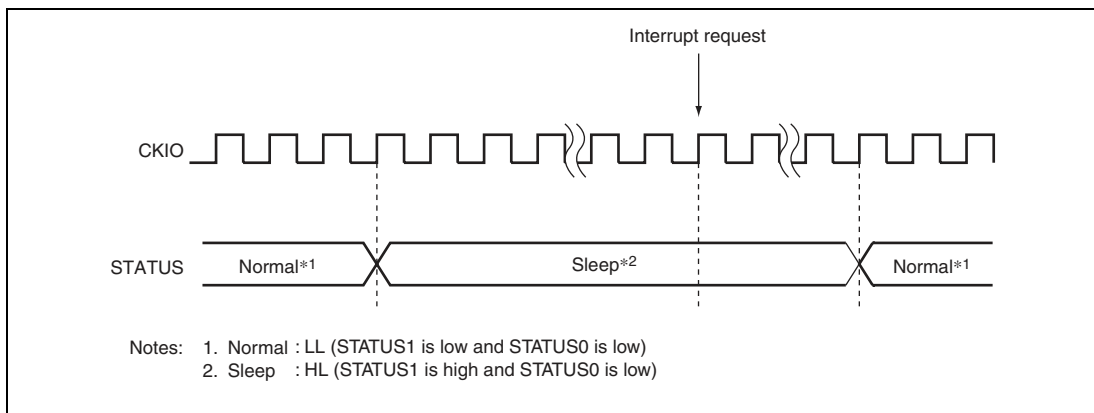 Interrupt request
CKIO
STATUS
Normal*1
Sleep*2
Normal*1
Notes: 1. Normal : LL (STATUS1 is low and STATUS0 is low)
2. Sleep : HL (STATUS1 is high and STATUS0 is low)